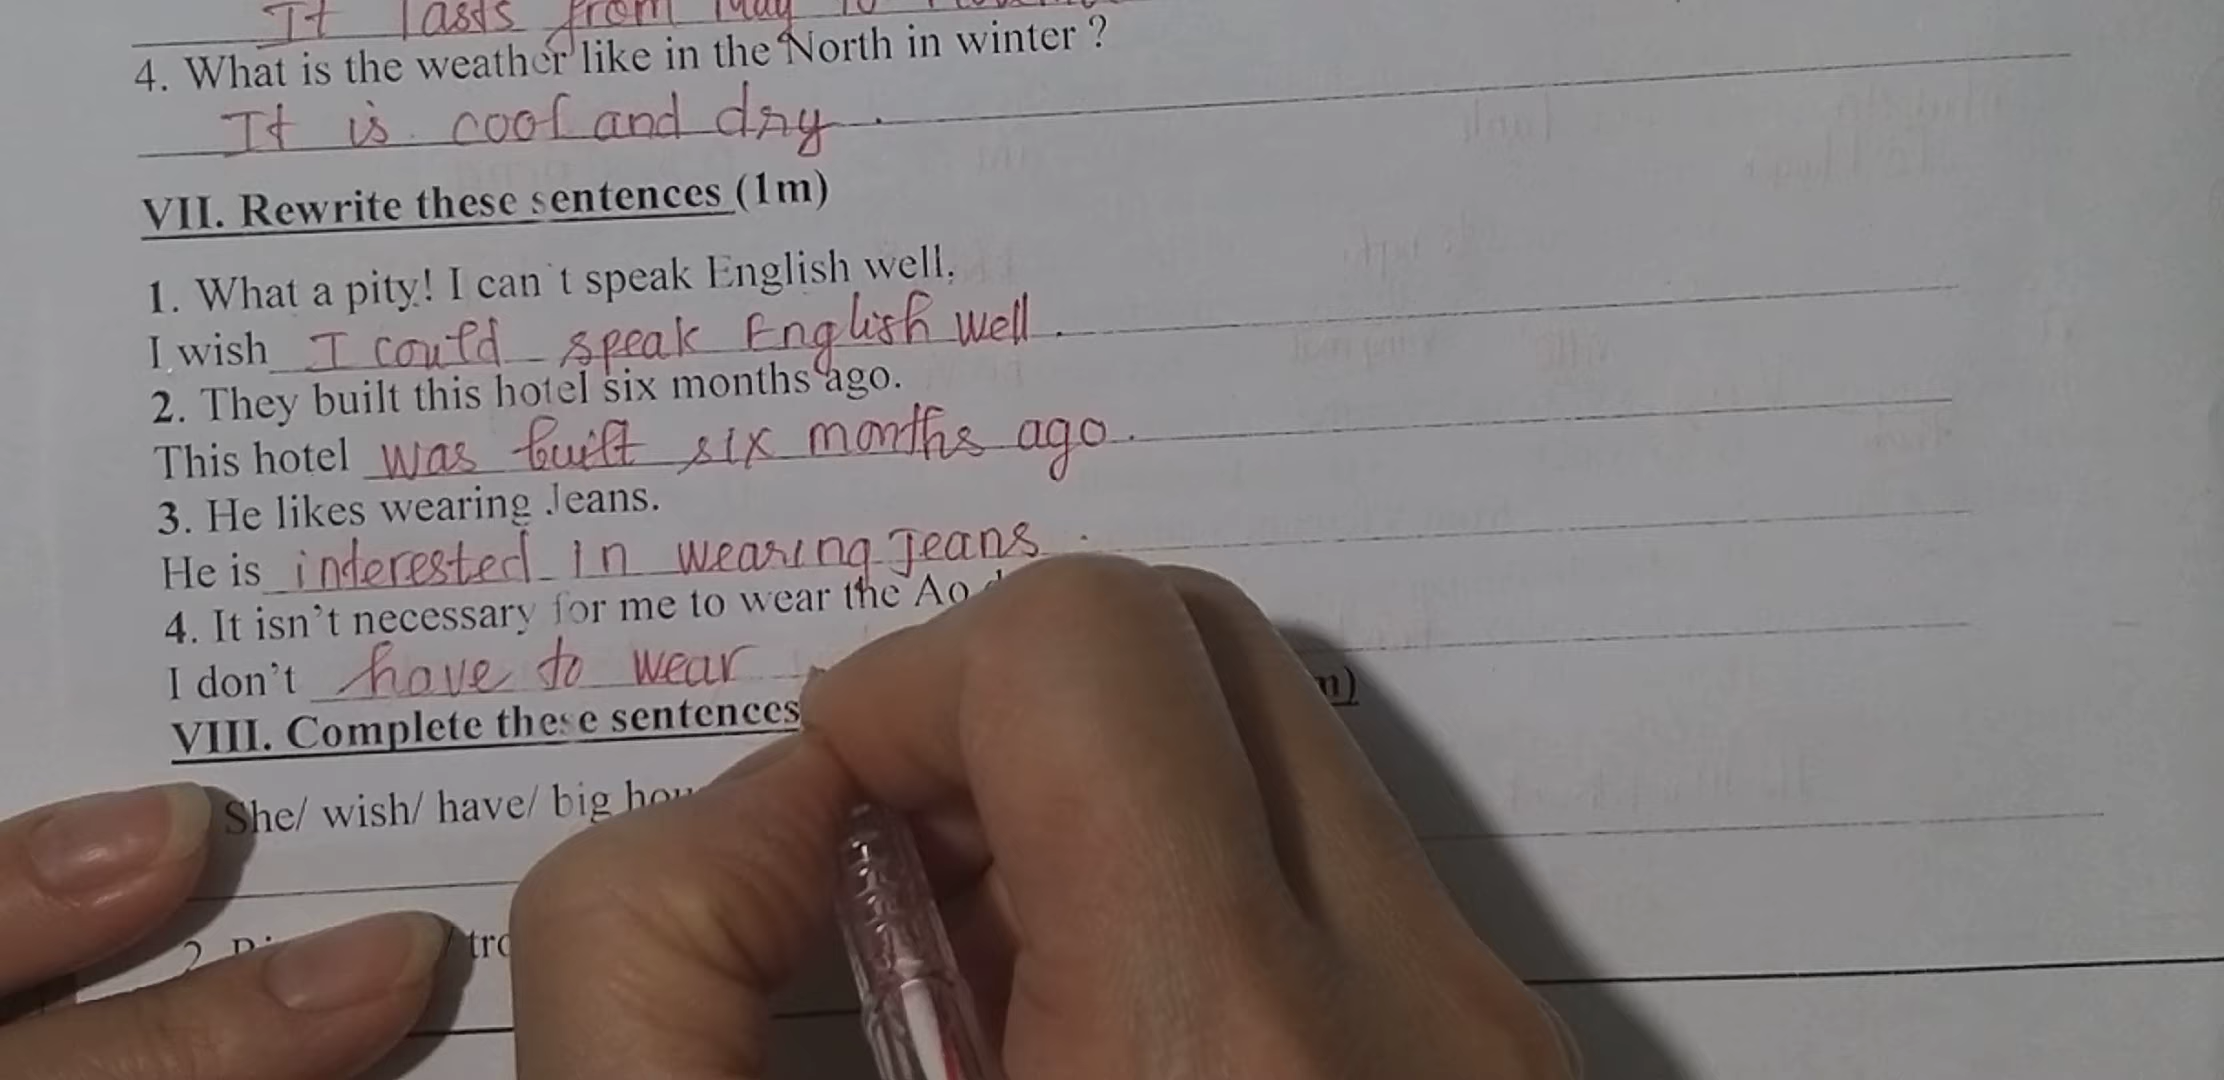 It lasts from May to
4. What is the weather like in the North in winter ?
It is cool and dry .
VII. Rewrite these sentences (1m)
1. What a pity! I can't speak English well.
I wish I could speak English well .
2. They built this hotel six months ago.
This hotel was built six months ago .
3. He likes wearing Jeans.
He is interested in wearing Jeans .
4. It isn't necessary for me to wear the Ao
I don't have to wear
VIII. Complete these sentences
She/ wish/ have/ big
2.